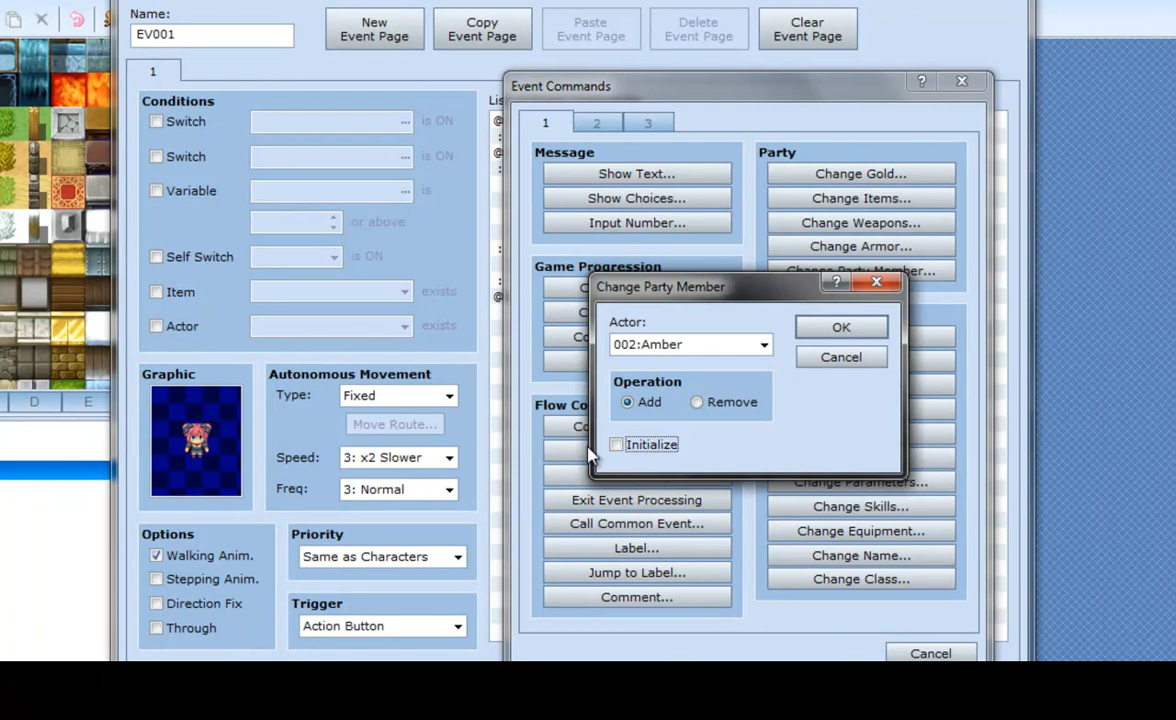 Name:
EV001
New
Event Page
Copy
Event Page
Paste
Event Page
Delete
Event Page
Clear
Event Page
1
Conditions
Switch
... is ON
Switch
... is ON
Variable
... is
or above
Self Switch
is ON
Item
exists
Actor
exists
Graphic
Autonomous Movement
Type:
Fixed
Move Route...
Speed:
3: x2 Slower
Freq:
3: Normal
Options
Walking Anim.
Stepping Anim.
Direction Fix
Through
Priority
Same as Characters
Trigger
Action Button
D
E
Event Commands
?
1
2
3
Message
Show Text...
Show Choices...
Input Number...
Game Progression
Party
Change Gold...
Change Items...
Change Weapons...
Change Armor...
Change Party Member...
Change Party Member
?
Actor:
002:Amber
OK
Cancel
Operation
Add
Remove
Initialize
Exit Event Processing
Call Common Event...
Label...
Jump to Label...
Comment...
Change Parameters...
Change Skills...
Change Equipment...
Change Name...
Change Class...
Cancel